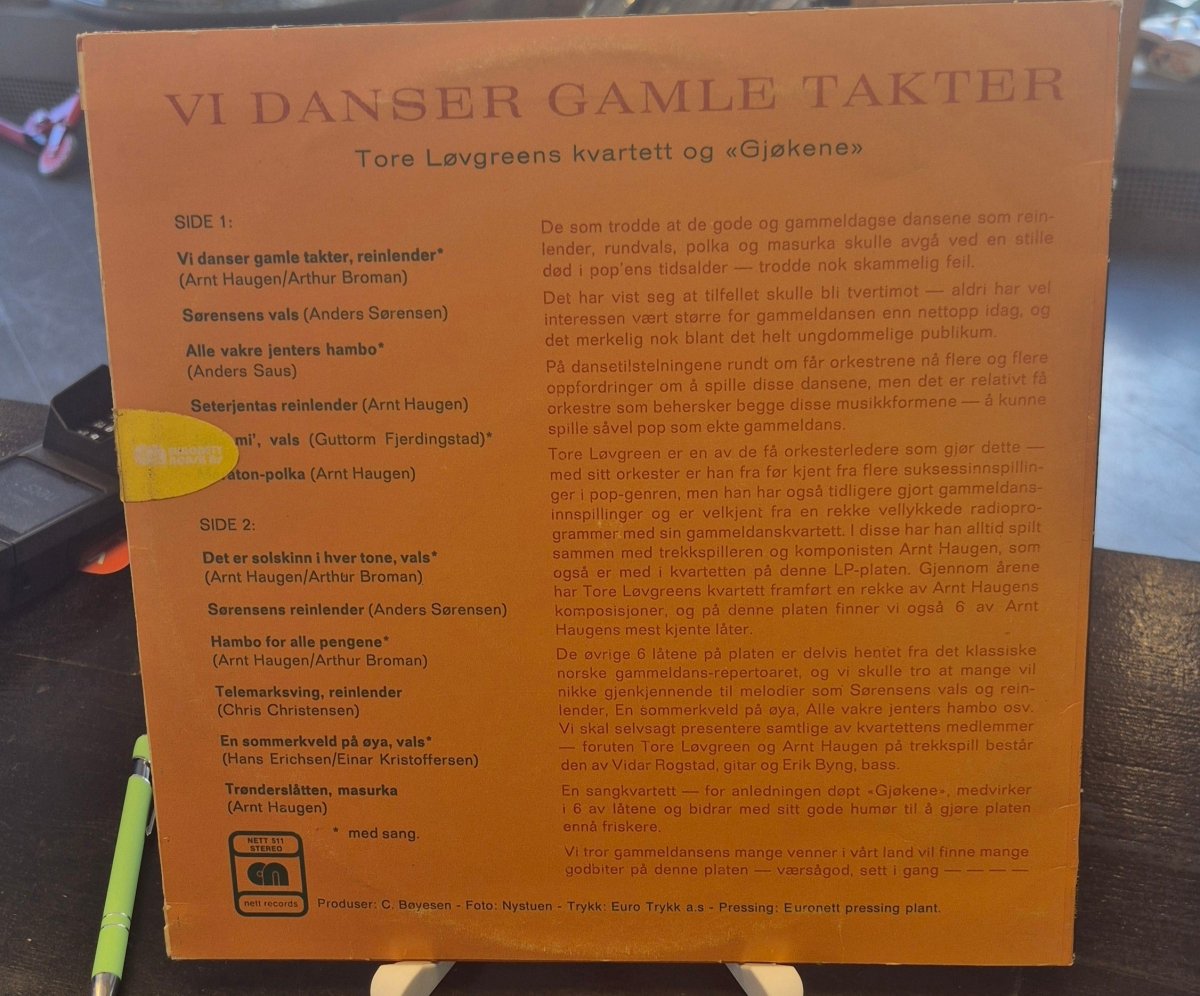 VI DANSER GAMLE TAKTER
Tore Løvgreens kvartett og «Gjøkene»
SIDE 1:
Vi danser gamle takter, reinlender*
(Arnt Haugen/Arthur Broman)
Sørensens vals (Anders Sørensen)
Alle vakre jenters hambo*
(Anders Saus)
Seterjentas reinlender (Arnt Haugen)
mi', vals (Guttorm Fjerdingstad)*
aton-polka (Arnt Haugen)
SIDE 2:
Det er solskinn i hver tone, vals*
(Arnt Haugen/Arthur Broman)
Sørensens reinlender (Anders Sørensen)
Hambo for alle pengene*
(Arnt Haugen/Arthur Broman)
Telemarksving, reinlender
(Chris Christensen)
En sommerkveld på øya, vals*
(Hans Erichsen/Einar Kristoffersen)
Trønderslåtten, masurka
(Arnt Haugen)
* med sang.
De som trodde at de gode og gammeldagse dansene som rein-
lender, rundvals, polka og masurka skulle avgå ved en stille
død i pop'ens tidsalder — trodde nok skammelig feil.
Det har vist seg at tilfellet skulle bli tvertimot — aldri har vel
interessen vært større for gammeldansen enn nettopp idag, og
det merkelig nok blant det helt ungdommelige publikum.
På dansetilstelningene rundt om får orkestrene nå flere og flere
oppfordringer om å spille disse dansene, men det er relativt få
orkestre som behersker begge disse musikkformene — å kunne
spille såvel pop som ekte gammeldans.
Tore Løvgreen er en av de få orkesterledere som gjør dette —
med sitt orkester er han fra før kjent fra flere suksessinnspillin-
ger i pop-genren, men han har også tidligere gjort gammeldans-
innspillinger og er velkjent fra en rekke vellykkede radiopro-
grammer med sin gammeldanskvartett. I disse har han alltid spilt
sammen med trekkspilleren og komponisten Arnt Haugen, som
også er med i kvartetten på denne LP-platen. Gjennom årene
har Tore Løvgreens kvartett framført en rekke av Arnt Haugens
komposisjoner, og på denne platen finner vi også 6 av Arnt
Haugens mest kjente låter.
De øvrige 6 låtene på platen er delvis hentet fra det klassiske
norske gammeldans-repertoaret, og vi skulle tro at mange vil
nikke gjenkjennende til melodier som Sørensens vals og rein-
lender, En sommerkveld på øya, Alle vakre jenters hambo osv.
Vi skal selvsagt presentere samtlige av kvartettens medlemmer
— foruten Tore Løvgreen og Arnt Haugen på trekkspill består
den av Vidar Rogstad, gitar og Erik Byng, bass.
En sangkvartett — for anledningen døpt «Gjøkene», medvirker
i 6 av låtene og bidrar med sitt gode humør til å gjøre platen
ennå friskere.
Vi tror gammeldansens mange venner i vårt land vil finne mange
godbiter på denne platen — værsågod, sett i gang — — — —
NETT 511
STEREO
nett records
Produser: C. Bøyesen - Foto: Nystuen - Trykk: Euro Trykk a.s - Pressing: Euronett pressing plant.